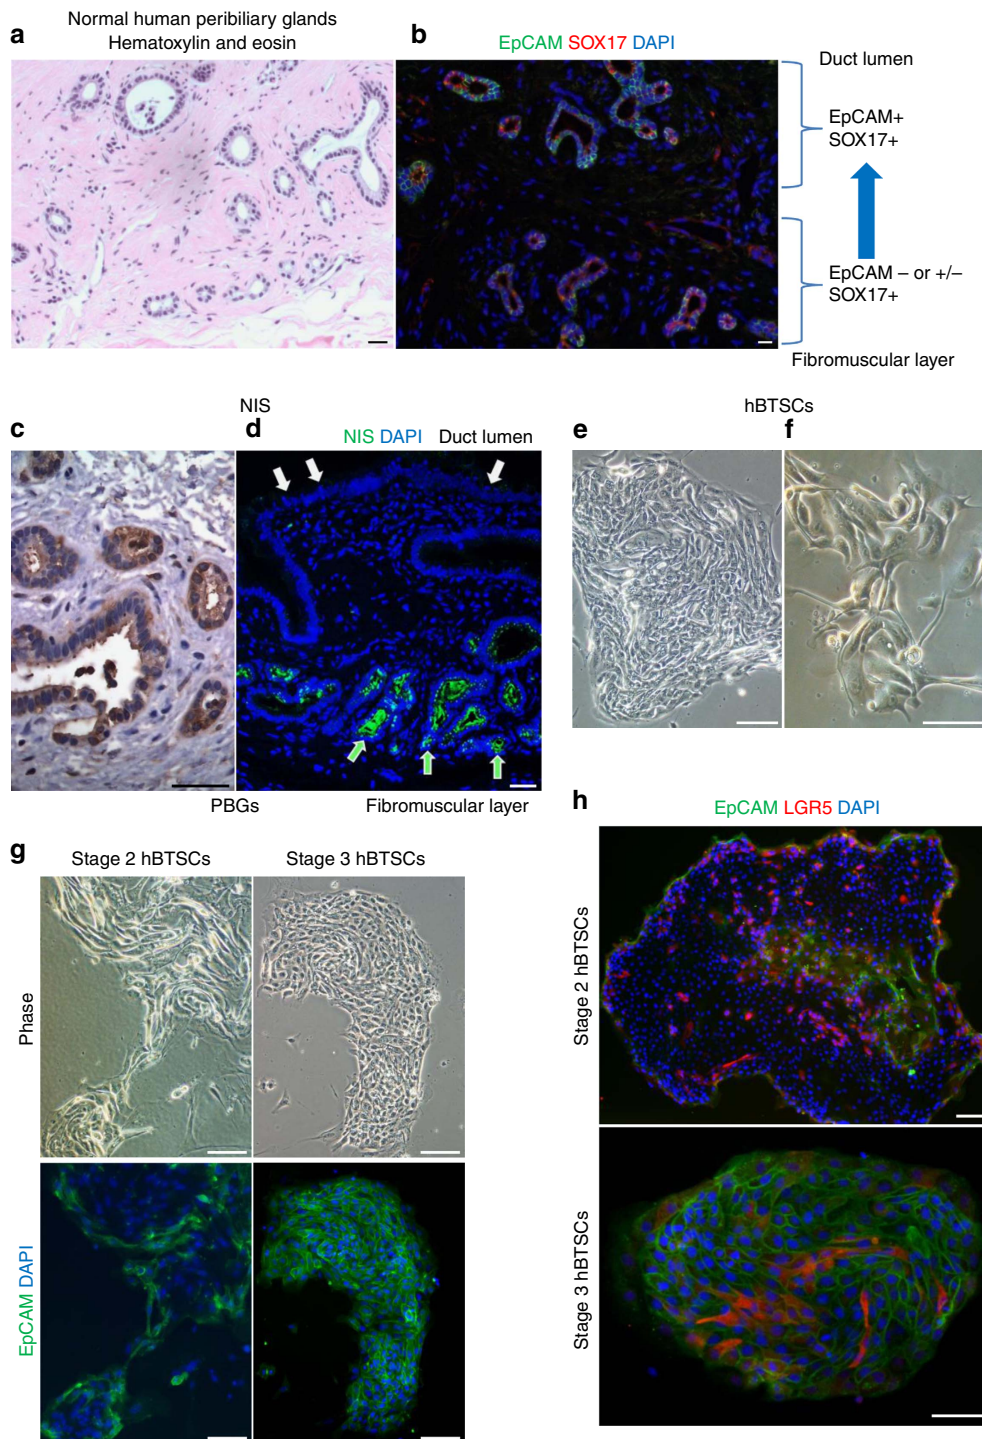 Normal human peribiliary glands
Hematoxylin and eosin
a
b
EpCAM SOX17 DAPI
Duct lumen
EpCAM+
SOX17+
EpCAM – or +/–
SOX17+
Fibromuscular layer
NIS
hBTSCs
c
d
NIS DAPI Duct lumen
e
f
PBGs
Fibromuscular layer
g
Stage 2 hBTSCs
Stage 3 hBTSCs
Phase
EpCAM DAPI
h
EpCAM LGR5 DAPI
Stage 2 hBTSCs
Stage 3 hBTSCs